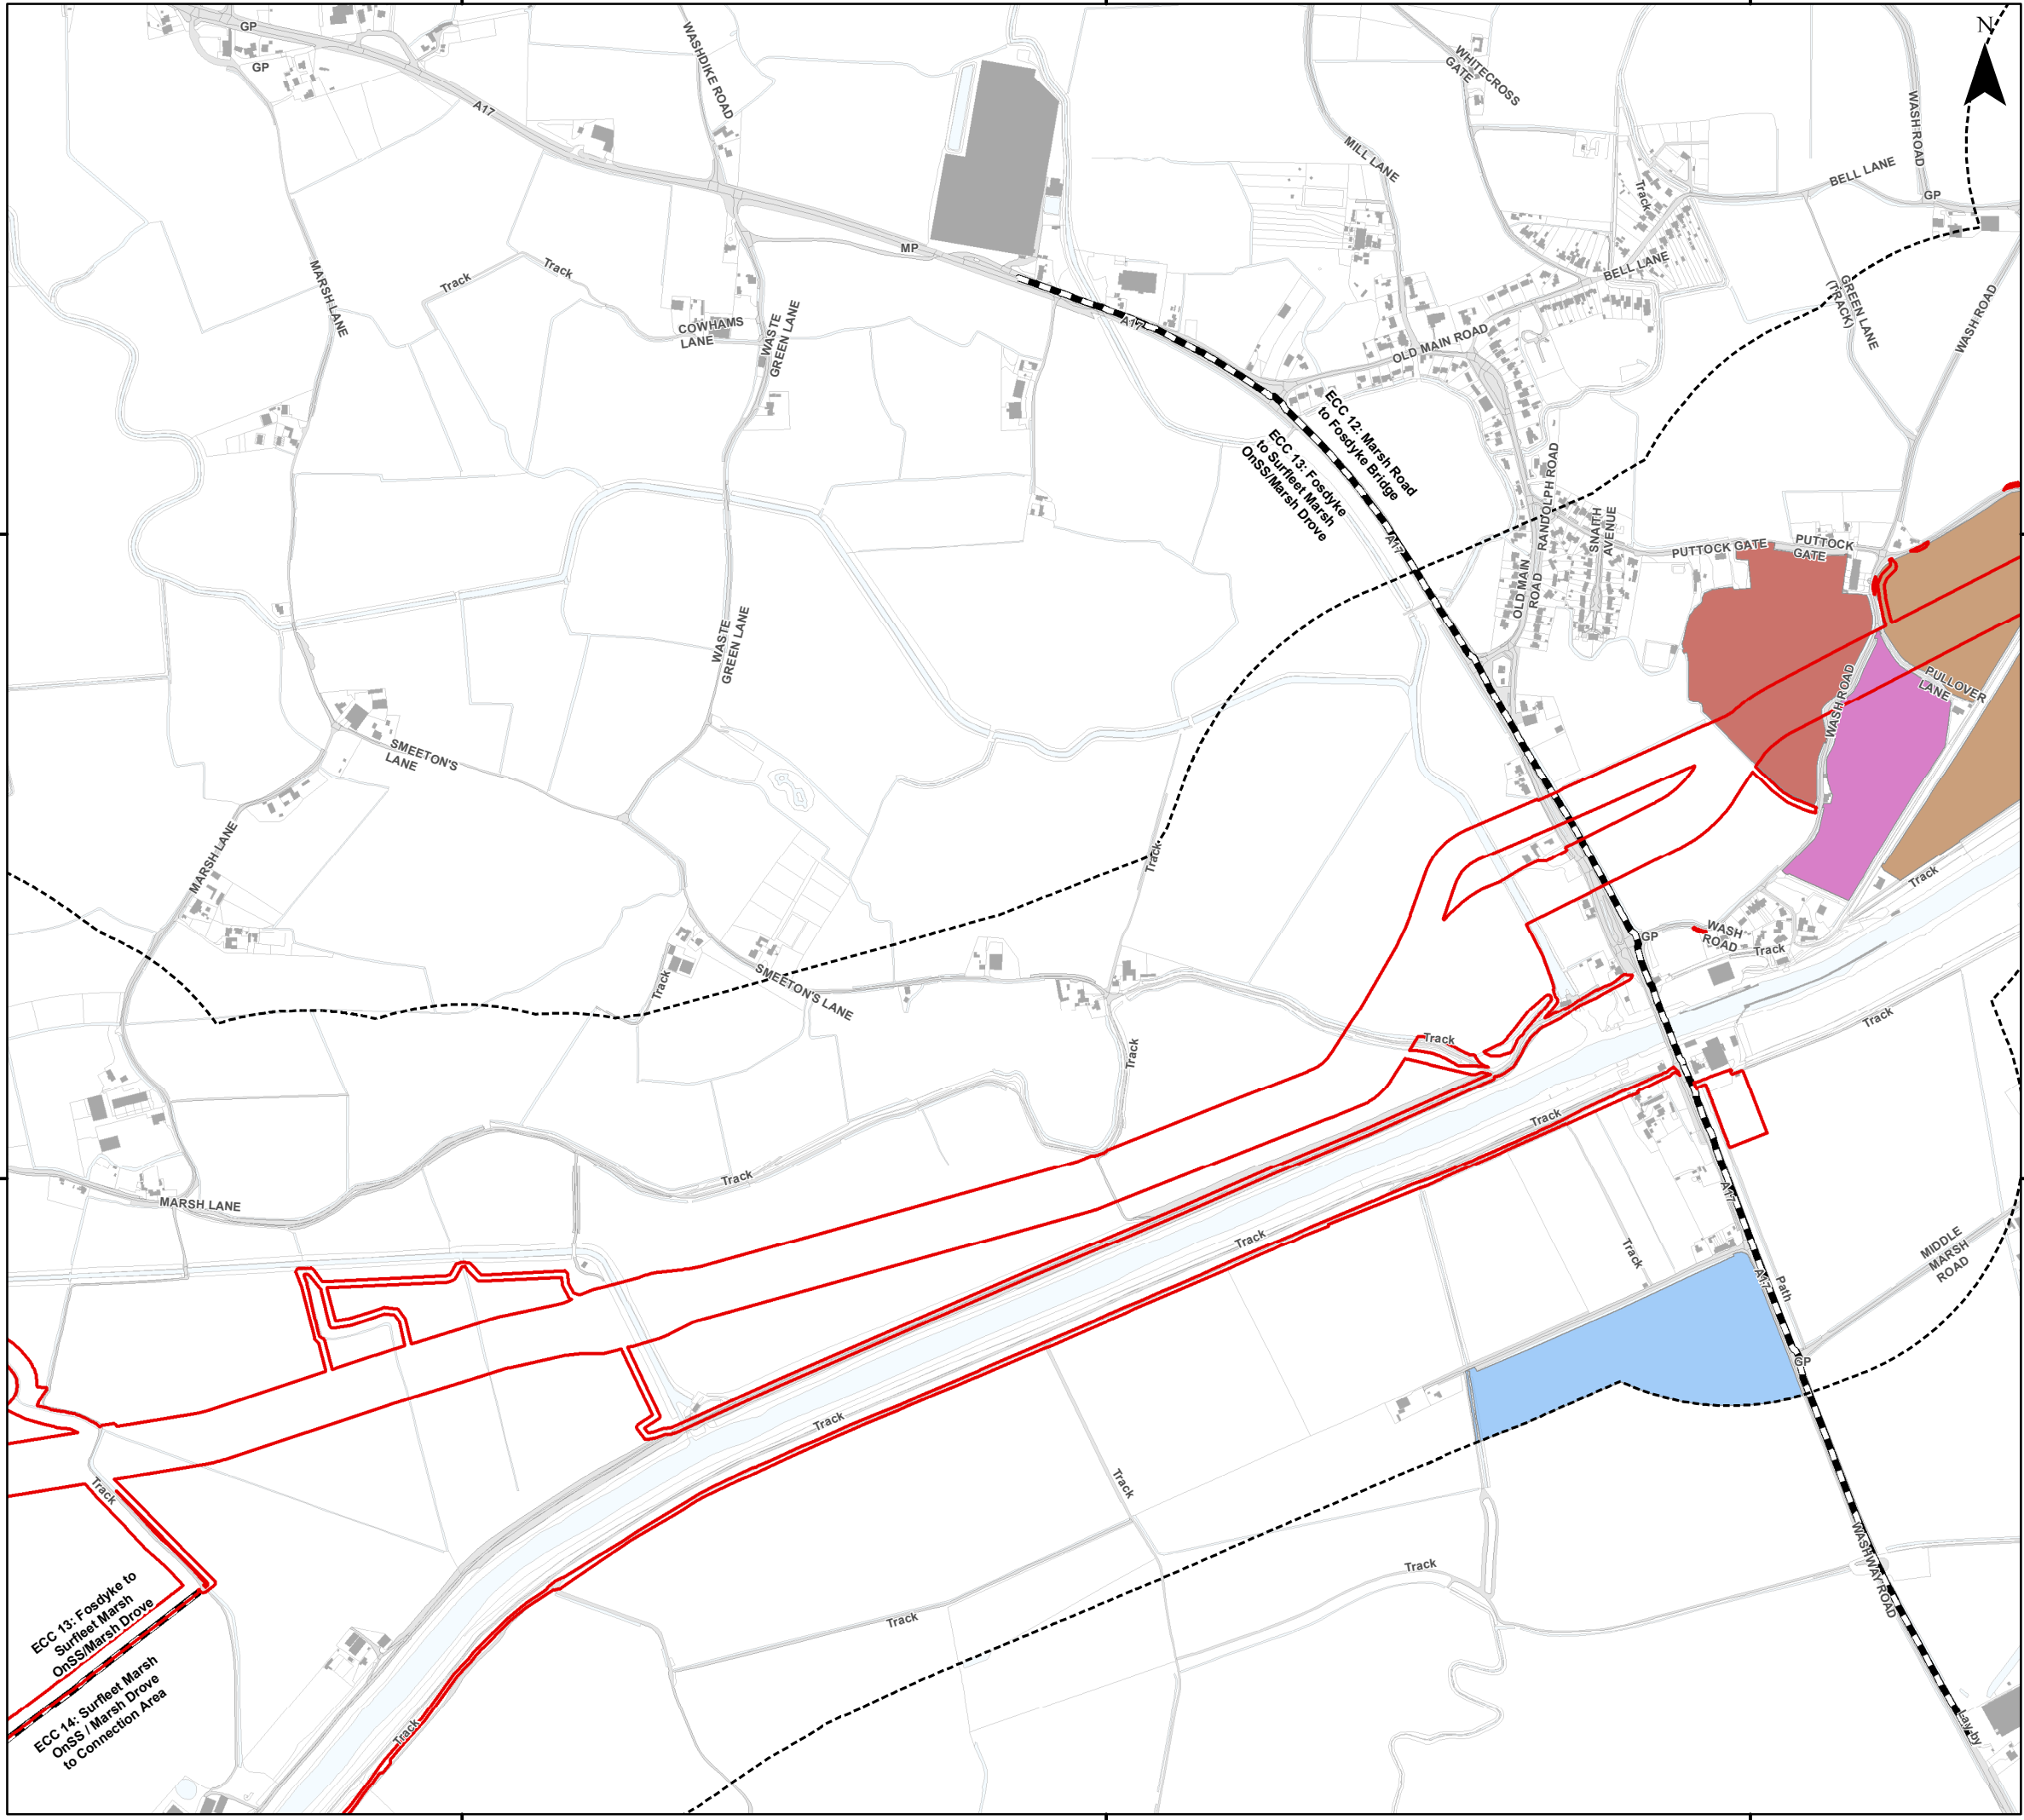 GP
GP
A17
WASHDIKE ROAD
WHITECROSS
GATE
N
WASH ROAD
MILL LANE
BELL LANE
Track
GP
MP
MARSH LANE
Track
Track
COWHAMS
LANE
WASTE
GREEN LANE
A17
OLD MAIN ROAD
BELL LANE
GREEN LANE
(TRACK)
WASH ROAD
ECC 12: Marsh Road
to Fosdyke Bridge
ECC 13: Fosdyke
to Surfleet Marsh
OnSS/Marsh Drove
A17
RANDOLPH ROAD
SNAITH
AVENUE
OLD MAIN
ROAD
PUTTOCK GATE
PUTTOCK
GATE
WASTE
GREEN LANE
PULLOVER
LANE
WASH ROAD
SMEETON'S
LANE
MARSH LANE
Track
Track
GP
WASH
ROAD
Track
Track
SMEETON'S LANE
Track
Track
Track
Track
Track
MARSH LANE
A17
Track
Track
MIDDLE
MARSH
ROAD
A17
Path
GP
Track
Track
Track
Track
WASHWAY ROAD
Track
ECC 13: Fosdyke to
Surfleet Marsh
OnSS/Marsh Drove
ECC 14: Surfleet Marsh
OnSS / Marsh Drove
to Connection Area
Track
Lay-by